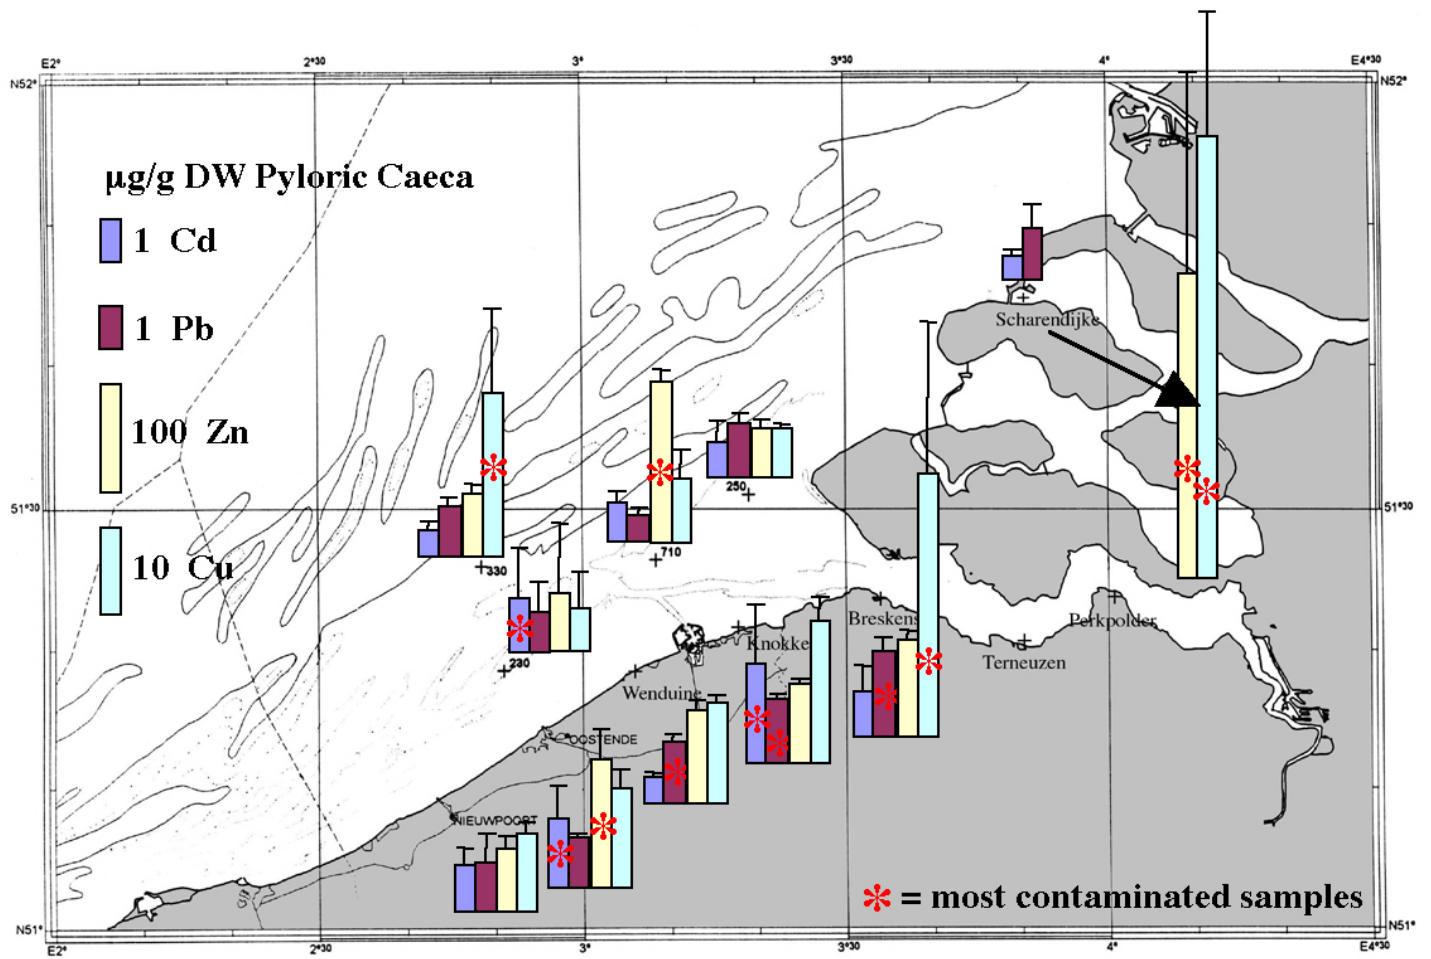 E2° 2°30 3° 3°30 4° E4°30
N52° N52°
µg/g DW Pyloric Caeca
1 Cd
1 Pb
Scharendijke
100 Zn
250
51°30 51°30
710
10 Cu
330
Breskens Perkpolder
Knokke
230 Terneuzen
Wenduine
OOSTENDE
NIEUWPOORT
* = most contaminated samples
N51° N51°
E2° 2°30 3° 3°30 4° E4°30